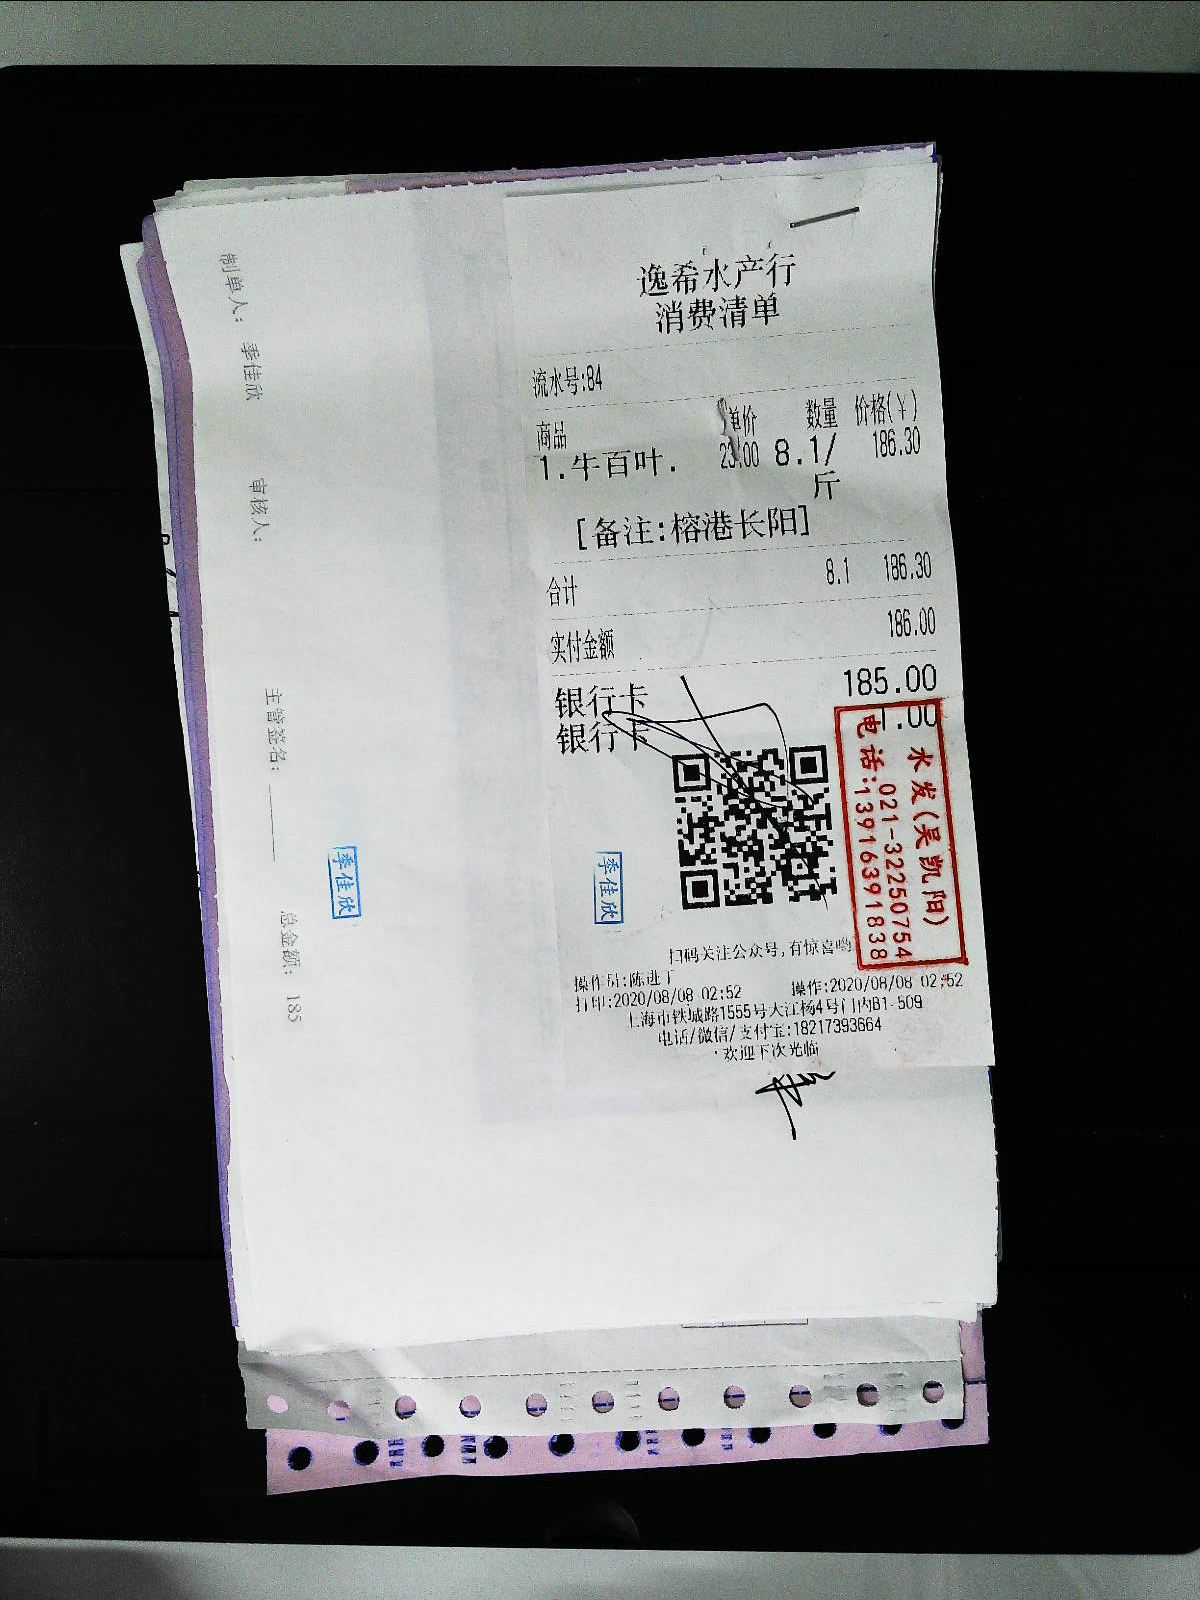 逸希水产行
消费清单
流水号:84
商品 单价 数量 价格(¥)
1.牛百叶. 23.00 8.1/斤 186.30
[备注:榕港长阳]
合计 8.1 186.30
实付金额 186.00
银行卡 185.00
银行卡 1.00
水发(吴凯阳)
021-32250754
电话:13916391838
季佳欣
扫码关注公众号,有惊喜哟
操作员:陈进丁
打印:2020/08/08 02:52 操作:2020/08/08 02:52
上海市铁城路1555号大江杨4号门内B1-509
电话/微信/支付宝:18217393664
欢迎下次光临
制单人: 季佳欣 审核人: 主管签名: 总金额: 185
季佳欣